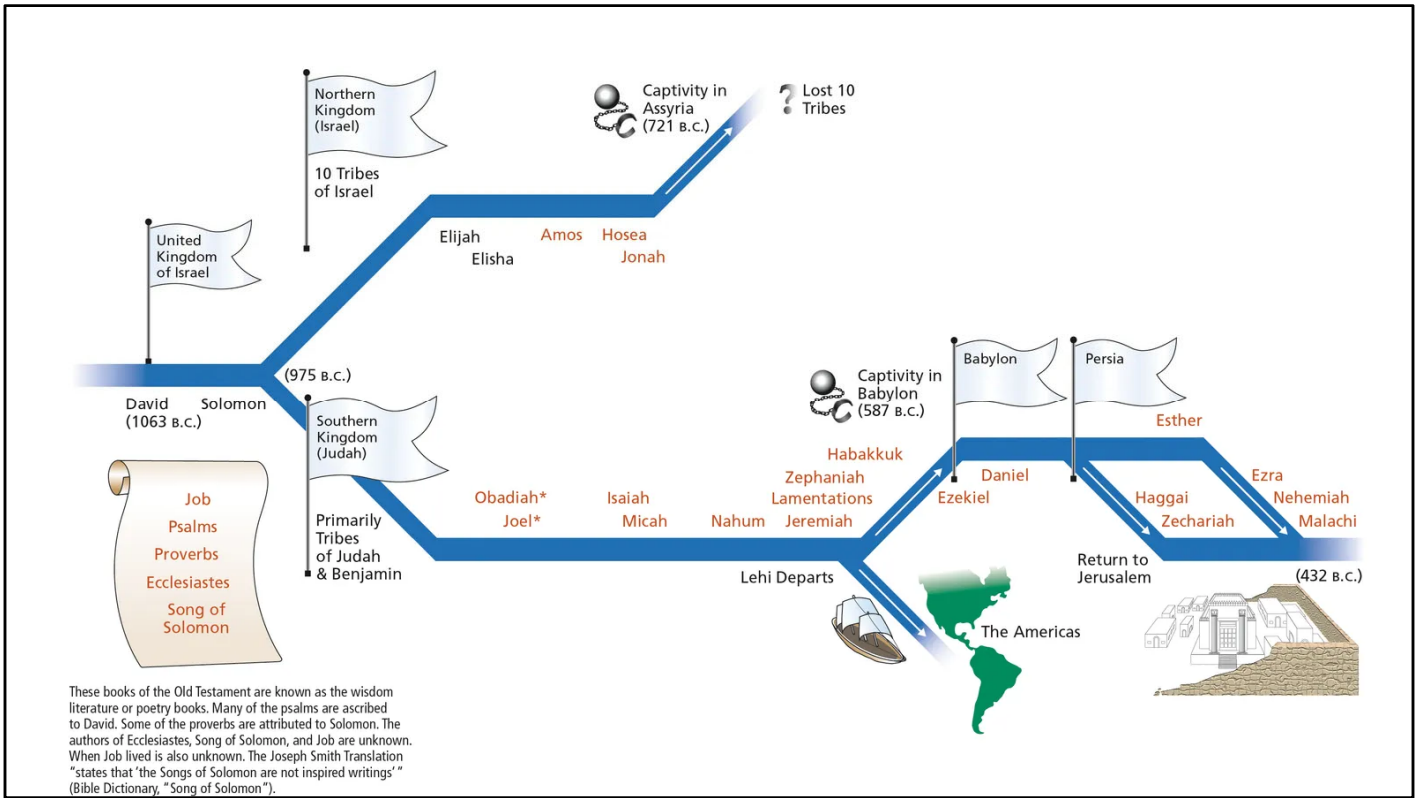 Northern
Kingdom
(Israel)
10 Tribes
of Israel
Captivity in
Assyria
(721 B.C.)
Lost 10
Tribes
United
Kingdom
of Israel
Elijah
Elisha
Amos
Hosea
Jonah
(975 B.C.)
David
(1063 B.C.)
Solomon
Southern
Kingdom
(Judah)
Primarily
Tribes
of Judah
& Benjamin
Job
Psalms
Proverbs
Ecclesiastes
Song of
Solomon
Obadiah*
Joel*
Isaiah
Micah
Nahum
Habakkuk
Zephaniah
Lamentations
Jeremiah
Captivity in
Babylon
(587 B.C.)
Babylon
Persia
Ezekiel
Daniel
Esther
Haggai
Zechariah
Ezra
Nehemiah
Malachi
Lehi Departs
The Americas
Return to
Jerusalem
(432 B.C.)
These books of the Old Testament are known as the wisdom
literature or poetry books. Many of the psalms are ascribed
to David. Some of the proverbs are attributed to Solomon. The
authors of Ecclesiastes, Song of Solomon, and Job are unknown.
When Job lived is also unknown. The Joseph Smith Translation
“states that ‘the Songs of Solomon are not inspired writings’ “
(Bible Dictionary, “Song of Solomon”).